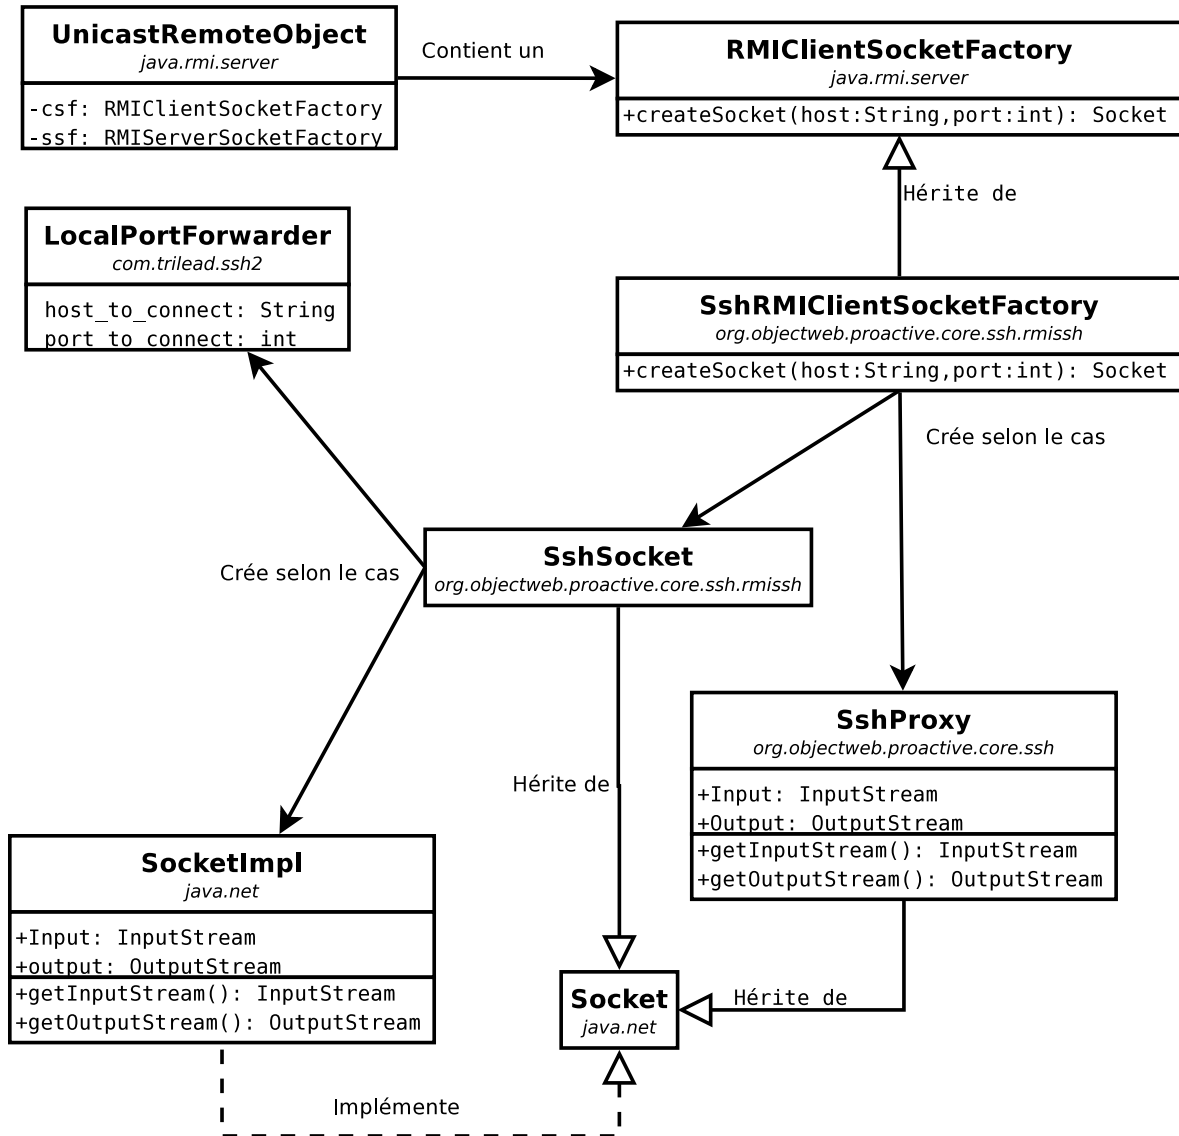 UnicastRemoteObject
java.rmi.server
-csf: RMIClientSocketFactory
-ssf: RMIServerSocketFactory
Contient un
RMIClientSocketFactory
java.rmi.server
+createSocket(host:String,port:int): Socket
Hérite de
LocalPortForwarder
com.trilead.ssh2
host_to_connect: String
port_to_connect: int
SshRMIClientSocketFactory
org.objectweb.proactive.core.ssh.rmissh
+createSocket(host:String,port:int): Socket
Crée selon le cas
SshSocket
org.objectweb.proactive.core.ssh.rmissh
Crée selon le cas
SshProxy
org.objectweb.proactive.core.ssh
+Input: InputStream
+Output: OutputStream
+getInputStream(): InputStream
+getOutputStream(): OutputStream
Hérite de
SocketImpl
java.net
+Input: InputStream
+output: OutputStream
+getInputStream(): InputStream
+getOutputStream(): OutputStream
Socket
java.net
Hérite de
Implémente